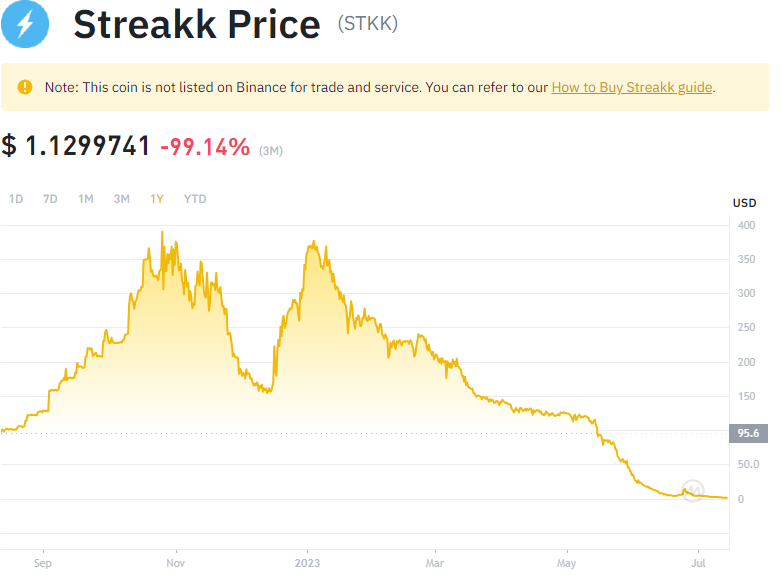 Streakk Price (STKK)
Note: This coin is not listed on Binance for trade and service. You can refer to our How to Buy Streakk guide.
$ 1.1299741 -99.14% (3M)
1D 7D 1M 3M 1Y YTD
USD
400
350
300
250
200
150
95.6
50.0
0
Sep Nov 2023 Mar May Jul